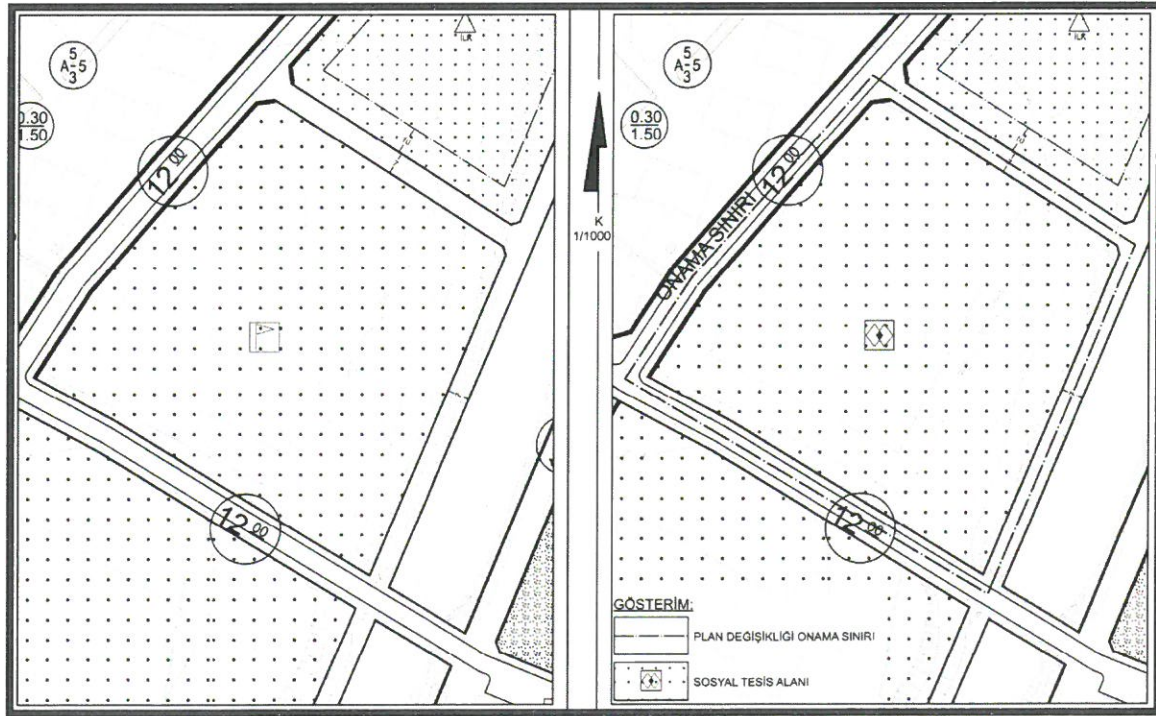 5
A-5
3
0.30
1.50
12.00
İLK
12.00
K
1/1000
5
A-5
3
0.30
1.50
12.00
İLK
ONAMA SINIRI
12.00
GÖSTERİM:
PLAN DEĞİŞİKLİĞİ ONAMA SINIRI
SOSYAL TESİS ALANI